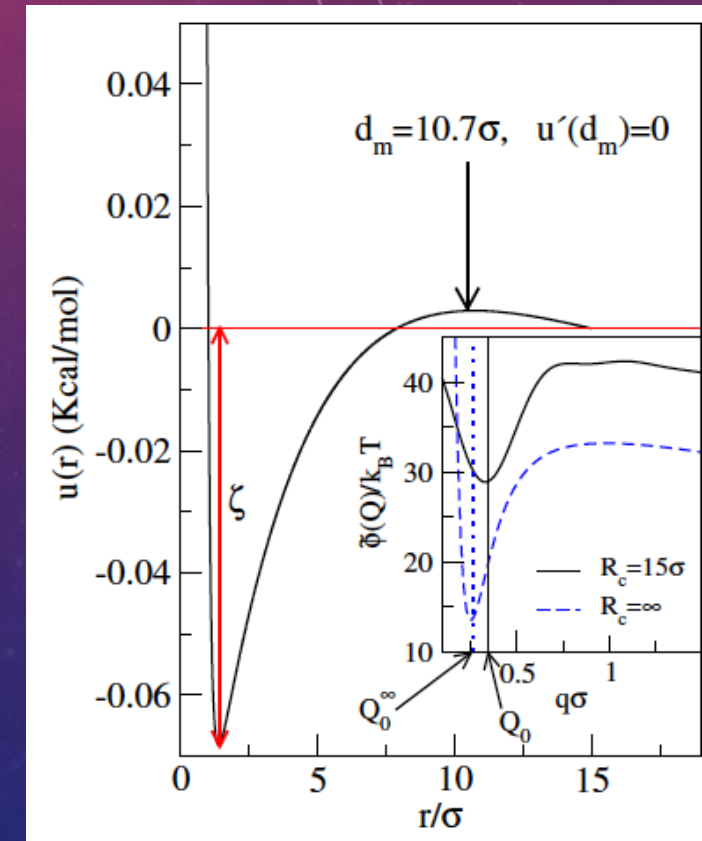 0.04
d_m=10.7σ, u´(d_m)=0
0.02
u(r) (Kcal/mol)
0
-0.02
-0.04
-0.06
ζ
40
30
20
10
ϕ̃(Q)/k_BT
R_c=15σ
R_c=∞
0.5
1
qσ
Q_0^∞
Q_0
0
5
10
15
r/σ